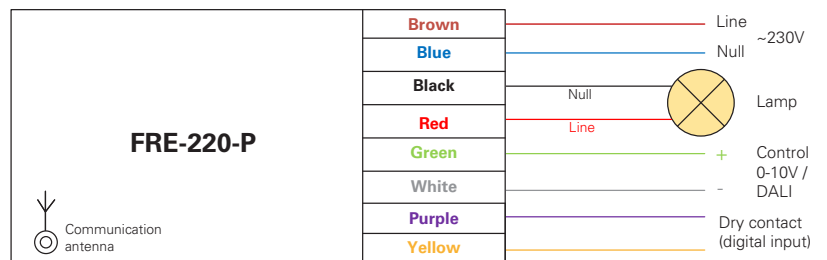 Brown
Line
~230V
Blue
Null
Black
Null
Lamp
Red
Line
FRE-220-P
Green
+
Control
0-10V /
DALI
White
-
Purple
Dry contact
(digital input)
Yellow
Communication
antenna